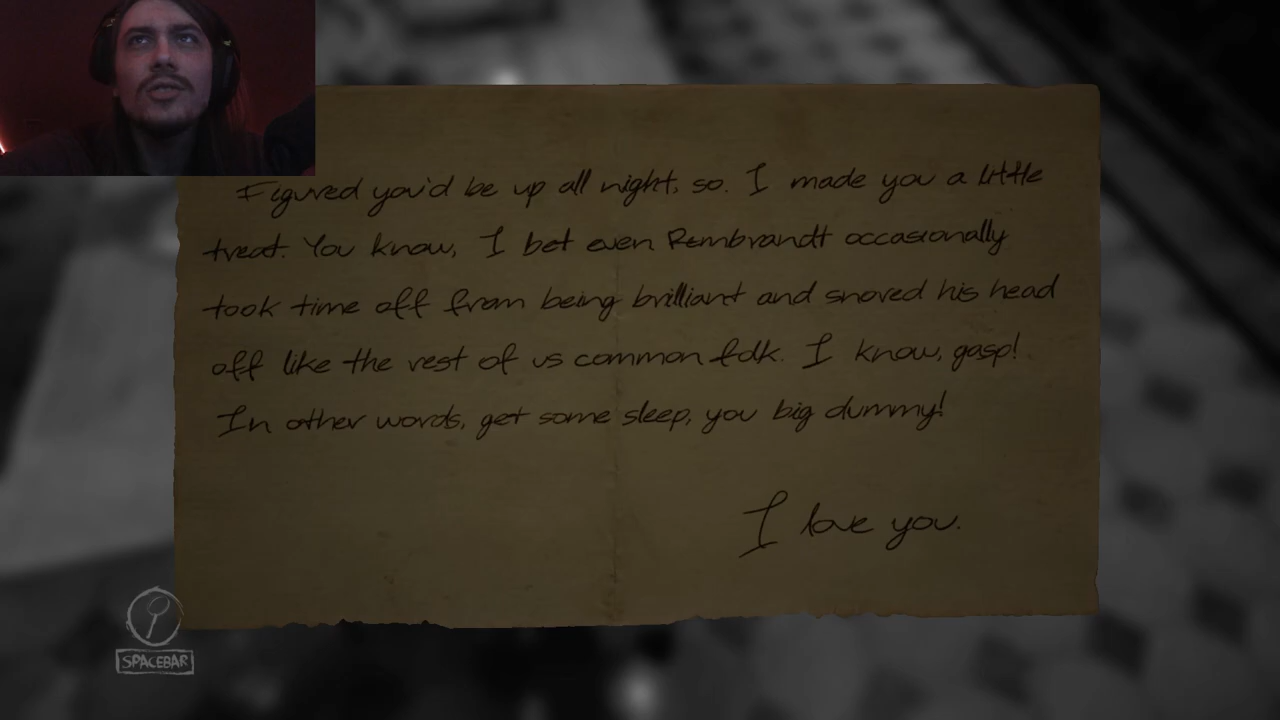 Figured you'd be up all night, so. I made you a little
treat. You know, I bet even Rembrandt occasionally
took time off from being brilliant and snored his head
off like the rest of us common folk. I know, gasp!
In other words, get some sleep, you big dummy!
I love you.
SPACEBAR